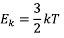 E_k = \frac{3}{2}kT